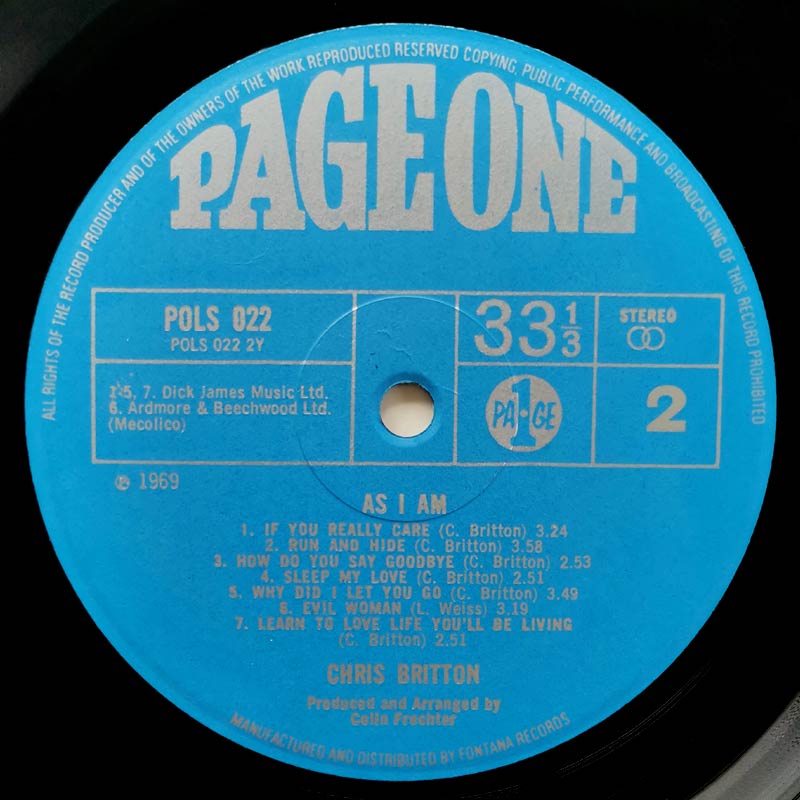 ALL RIGHTS OF THE RECORD PRODUCER AND OF THE OWNERS OF THE WORK REPRODUCED RESERVED COPYING, PUBLIC PERFORMANCE AND BROADCASTING OF THIS RECORD PROHIBITED
PAGE ONE
POLS 022
POLS 022 2Y
33 1/3
STEREO
1-5, 7. Dick James Music Ltd.
6. Ardmore & Beechwood Ltd.
(Mecolico)
PA·1·GE
2
℗ 1969
AS I AM
1. IF YOU REALLY CARE (C. Britton) 3.24
2. RUN AND HIDE (C. Britton) 3.58
3. HOW DO YOU SAY GOODBYE (C. Britton) 2.53
4. SLEEP MY LOVE (C. Britton) 2.51
5. WHY DID I LET YOU GO (C. Britton) 3.49
6. EVIL WOMAN (L. Weiss) 3.19
7. LEARN TO LOVE LIFE YOU'LL BE LIVING
(C. Britton) 2.51
CHRIS BRITTON
Produced and Arranged by
Colin Frechter
MANUFACTURED AND DISTRIBUTED BY FONTANA RECORDS